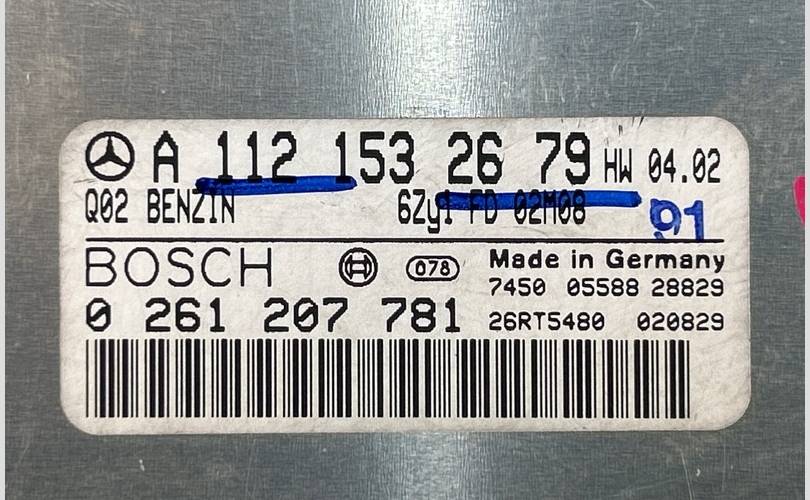 A 112 153 26 79 HW 04.02
Q02 BENZIN 6Zy1 FD 02M08 91
BOSCH 078 Made in Germany
7450 05588 28829
0 261 207 781 26RT5480 020829